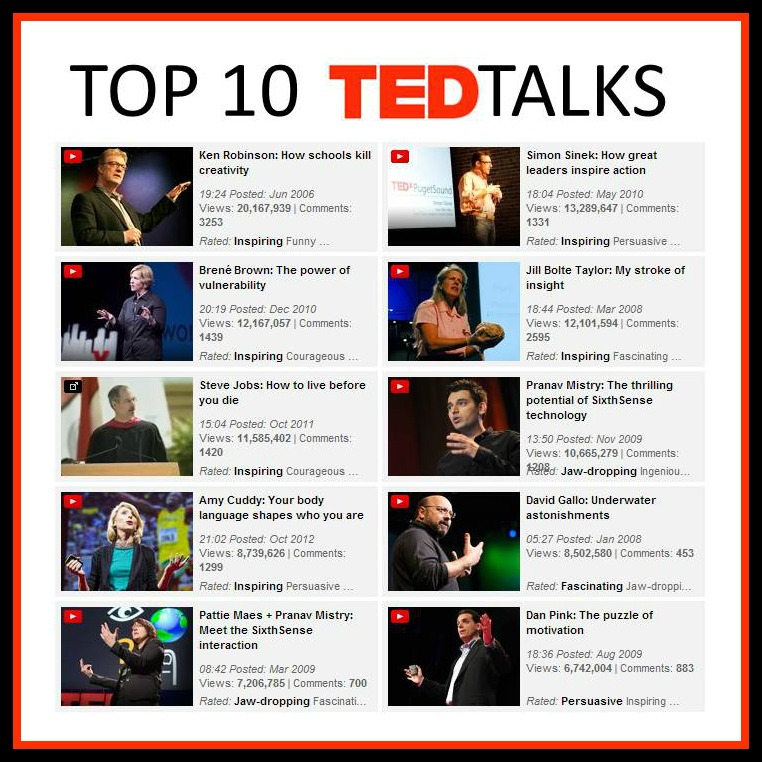 TOP 10 TEDTALKS
Ken Robinson: How schools kill
creativity
19:24 Posted: Jun 2006
Views: 20,167,939 | Comments:
3253
Rated: Inspiring Funny ...
TEDxPugetSound
Simon Sinek: How great
leaders inspire action
18:04 Posted: May 2010
Views: 13,289,647 | Comments:
1331
Rated: Inspiring Persuasive ...
Brené Brown: The power of
vulnerability
20:19 Posted: Dec 2010
Views: 12,167,057 | Comments:
1439
Rated: Inspiring Courageous ...
Jill Bolte Taylor: My stroke of
insight
18:44 Posted: Mar 2008
Views: 12,101,594 | Comments:
2595
Rated: Inspiring Fascinating ...
Steve Jobs: How to live before
you die
15:04 Posted: Oct 2011
Views: 11,585,402 | Comments:
1420
Rated: Inspiring Courageous ...
Pranav Mistry: The thrilling
potential of SixthSense
technology
13:50 Posted: Nov 2009
Views: 10,665,279 | Comments:
1208
Rated: Jaw-dropping Ingeniou...
Amy Cuddy: Your body
language shapes who you are
21:02 Posted: Oct 2012
Views: 8,739,626 | Comments:
1299
Rated: Inspiring Persuasive ...
David Gallo: Underwater
astonishments
05:27 Posted: Jan 2008
Views: 8,502,580 | Comments: 453
Rated: Fascinating Jaw-droppi...
Pattie Maes + Pranav Mistry:
Meet the SixthSense
interaction
08:42 Posted: Mar 2009
Views: 7,206,785 | Comments: 700
Rated: Jaw-dropping Fascinati...
Dan Pink: The puzzle of
motivation
18:36 Posted: Aug 2009
Views: 6,742,004 | Comments: 883
Rated: Persuasive Inspiring ...